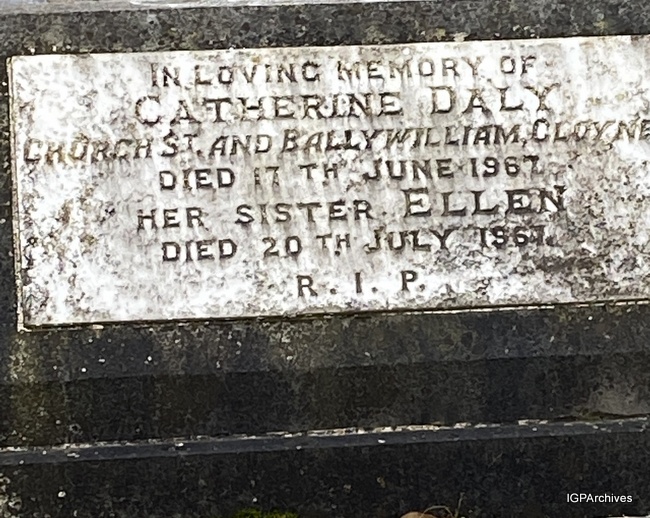 IN LOVING MEMORY OF
CATHERINE DALY
CHURCH ST. AND BALLYWILLIAM, CLOYNE
DIED 17 TH JUNE 1967.
HER SISTER ELLEN
DIED 20 TH JULY
R. I. P.
IGPArchives